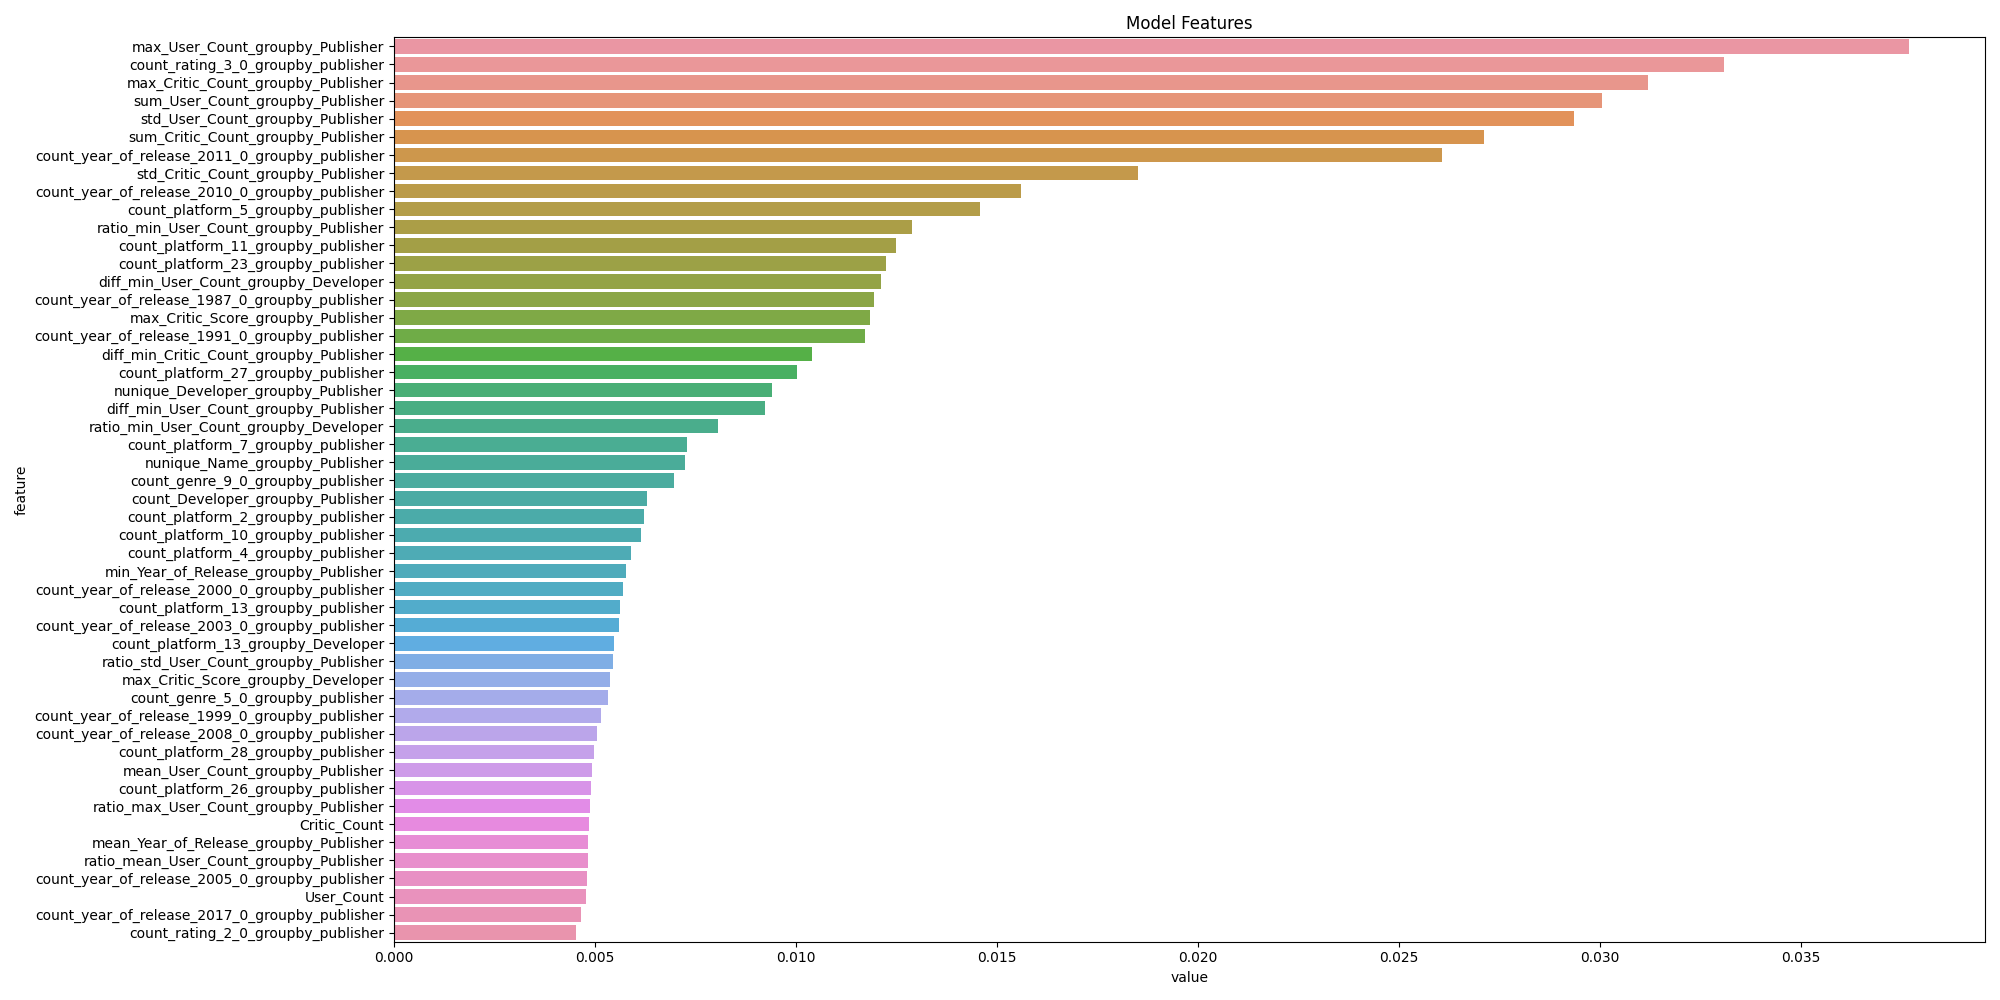 Model Features
feature
max_User_Count_groupby_Publisher
count_rating_3_0_groupby_publisher
max_Critic_Count_groupby_Publisher
sum_User_Count_groupby_Publisher
std_User_Count_groupby_Publisher
sum_Critic_Count_groupby_Publisher
count_year_of_release_2011_0_groupby_publisher
std_Critic_Count_groupby_Publisher
count_year_of_release_2010_0_groupby_publisher
count_platform_5_groupby_publisher
ratio_min_User_Count_groupby_Publisher
count_platform_11_groupby_publisher
count_platform_23_groupby_publisher
diff_min_User_Count_groupby_Developer
count_year_of_release_1987_0_groupby_publisher
max_Critic_Score_groupby_Publisher
count_year_of_release_1991_0_groupby_publisher
diff_min_Critic_Count_groupby_Publisher
count_platform_27_groupby_publisher
nunique_Developer_groupby_Publisher
diff_min_User_Count_groupby_Publisher
ratio_min_User_Count_groupby_Developer
count_platform_7_groupby_publisher
nunique_Name_groupby_Publisher
count_genre_9_0_groupby_publisher
count_Developer_groupby_Publisher
count_platform_2_groupby_publisher
count_platform_10_groupby_publisher
count_platform_4_groupby_publisher
min_Year_of_Release_groupby_Publisher
count_year_of_release_2000_0_groupby_publisher
count_platform_13_groupby_publisher
count_year_of_release_2003_0_groupby_publisher
count_platform_13_groupby_Developer
ratio_std_User_Count_groupby_Publisher
max_Critic_Score_groupby_Developer
count_genre_5_0_groupby_publisher
count_year_of_release_1999_0_groupby_publisher
count_year_of_release_2008_0_groupby_publisher
count_platform_28_groupby_publisher
mean_User_Count_groupby_Publisher
count_platform_26_groupby_publisher
ratio_max_User_Count_groupby_Publisher
Critic_Count
mean_Year_of_Release_groupby_Publisher
ratio_mean_User_Count_groupby_Publisher
count_year_of_release_2005_0_groupby_publisher
User_Count
count_year_of_release_2017_0_groupby_publisher
count_rating_2_0_groupby_publisher
0.000 0.005 0.010 0.015 0.020 0.025 0.030 0.035
value